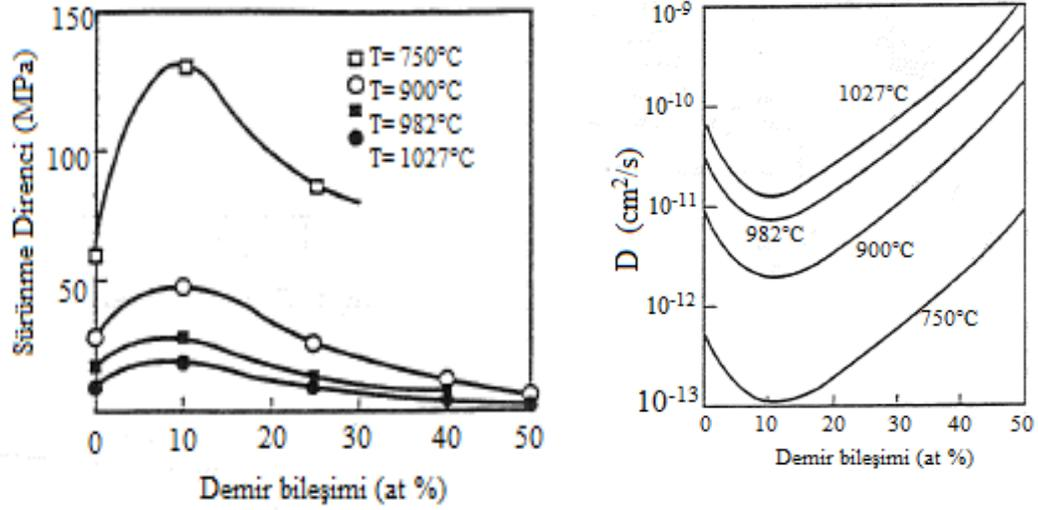 150
100
50
Sürünme Direnci (MPa)
T= 750°C
T= 900°C
T= 982°C
T= 1027°C
0 10 20 30 40 50
Demir bileşimi (at %)
10-9
10-10
10-11
10-12
10-13
D (cm2/s)
1027°C
982°C
900°C
750°C
0 10 20 30 40 50
Demir bileşimi (at %)